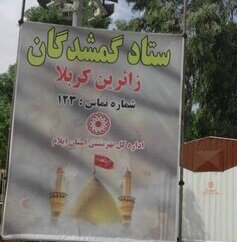 ستاد گمشدگان
زائرین کربلا
شماره تماس : ۱۲۳
اداره کل بهزیستی استان ایلام